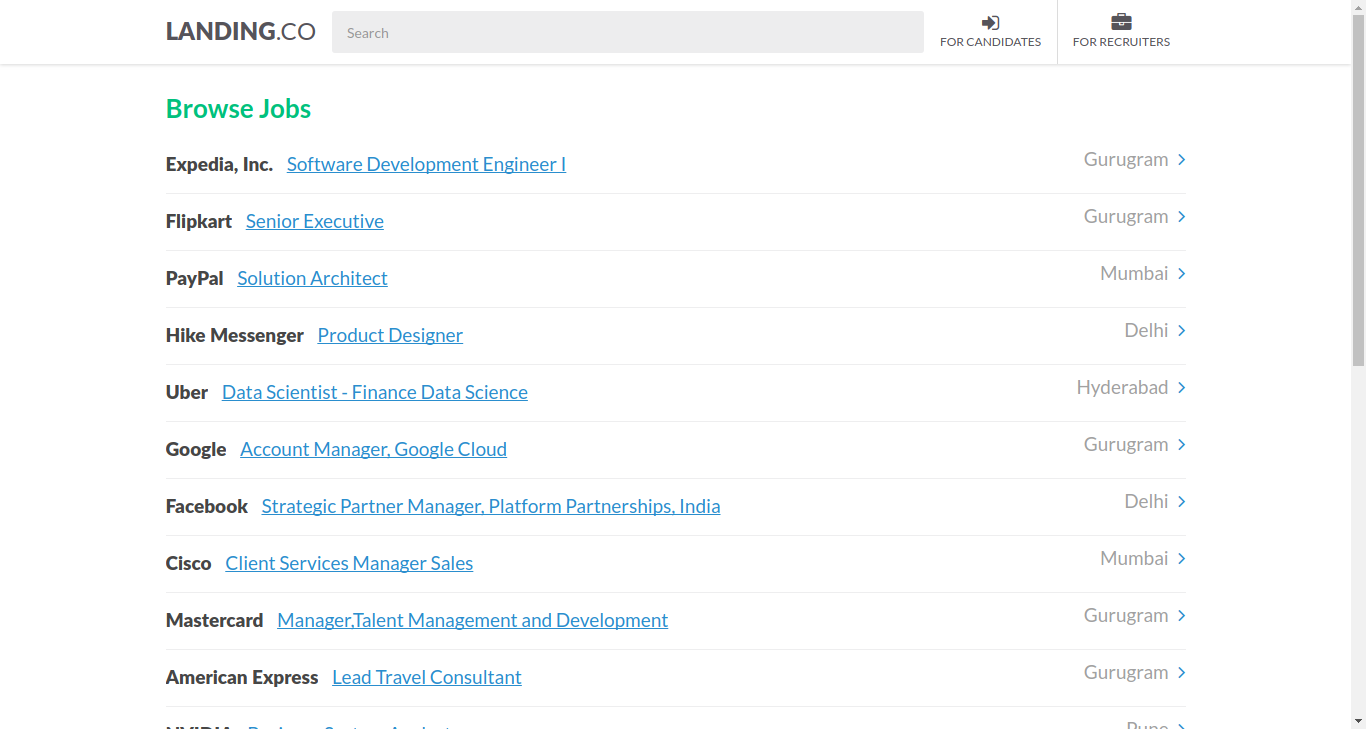 LANDING.CO
Search
FOR CANDIDATES
FOR RECRUITERS
Browse Jobs
Expedia, Inc. Software Development Engineer I Gurugram
Flipkart Senior Executive Gurugram
PayPal Solution Architect Mumbai
Hike Messenger Product Designer Delhi
Uber Data Scientist - Finance Data Science Hyderabad
Google Account Manager, Google Cloud Gurugram
Facebook Strategic Partner Manager, Platform Partnerships, India Delhi
Cisco Client Services Manager Sales Mumbai
Mastercard Manager,Talent Management and Development Gurugram
American Express Lead Travel Consultant Gurugram